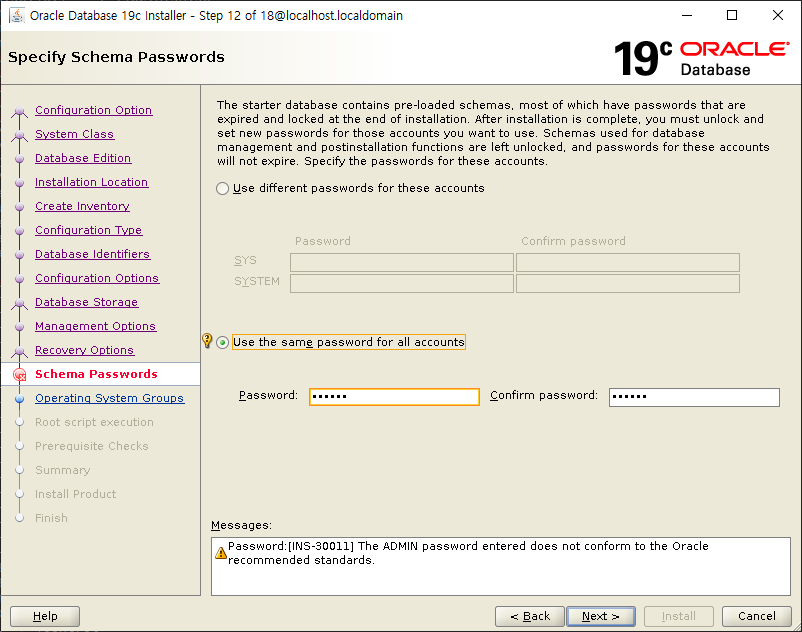 Oracle Database 19c Installer - Step 12 of 18@localhost.localdomain
Specify Schema Passwords
19c ORACLE
Database
Configuration Option
System Class
Database Edition
Installation Location
Create Inventory
Configuration Type
Database Identifiers
Configuration Options
Database Storage
Management Options
Recovery Options
Schema Passwords
Operating System Groups
Root script execution
Prerequisite Checks
Summary
Install Product
Finish
The starter database contains pre-loaded schemas, most of which have passwords that are
expired and locked at the end of installation. After installation is complete, you must unlock and
set new passwords for those accounts you want to use. Schemas used for database
management and postinstallation functions are left unlocked, and passwords for these accounts
will not expire. Specify the passwords for these accounts.
Use different passwords for these accounts
Password Confirm password
SYS
SYSTEM
Use the same password for all accounts
Password: •••••• Confirm password: ••••••
Messages:
Password:[INS-30011] The ADMIN password entered does not conform to the Oracle
recommended standards.
Help < Back Next > Install Cancel